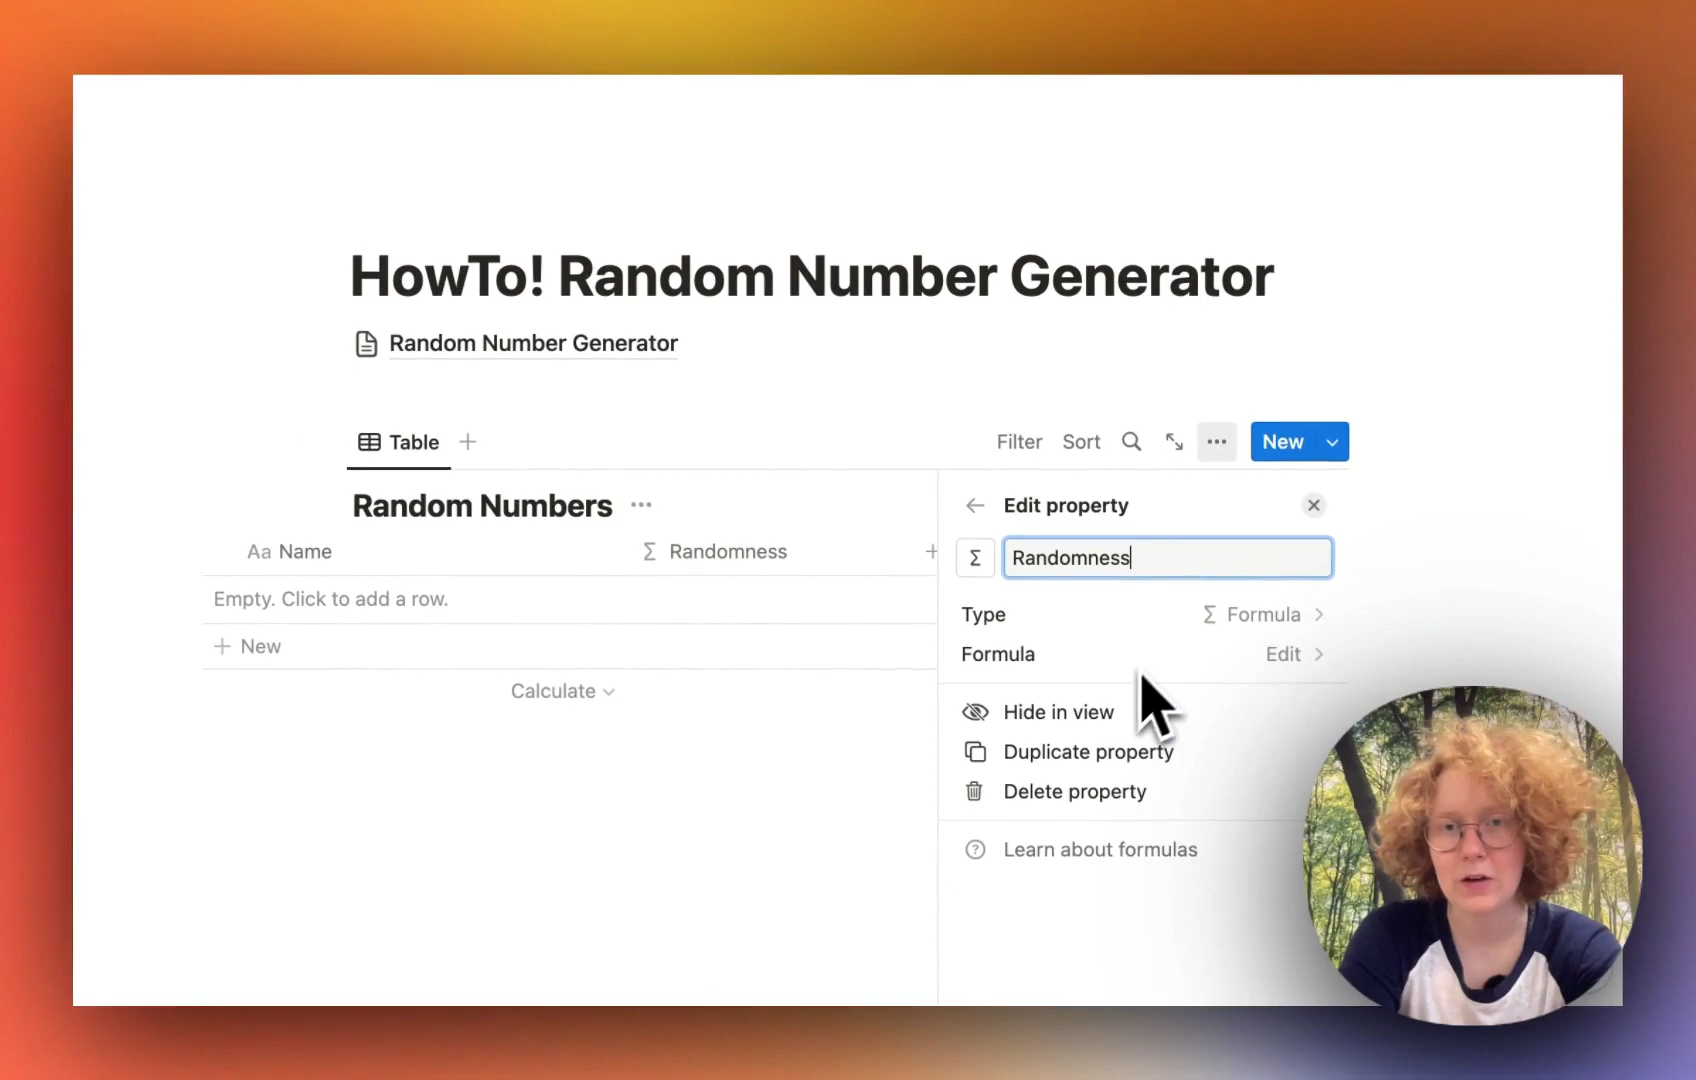 HowTo! Random Number Generator
Random Number Generator
Table
Filter Sort New
Random Numbers
Edit property
Aa Name Σ Randomness
Σ Randomness
Empty. Click to add a row.
Type Σ Formula
New
Formula Edit
Calculate
Hide in view
Duplicate property
Delete property
? Learn about formulas